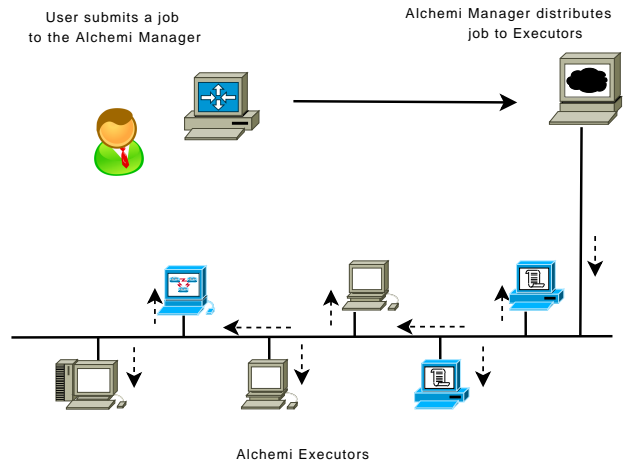 User submits a job
to the Alchemi Manager
Alchemi Manager distributes
job to Executors
Alchemi Executors